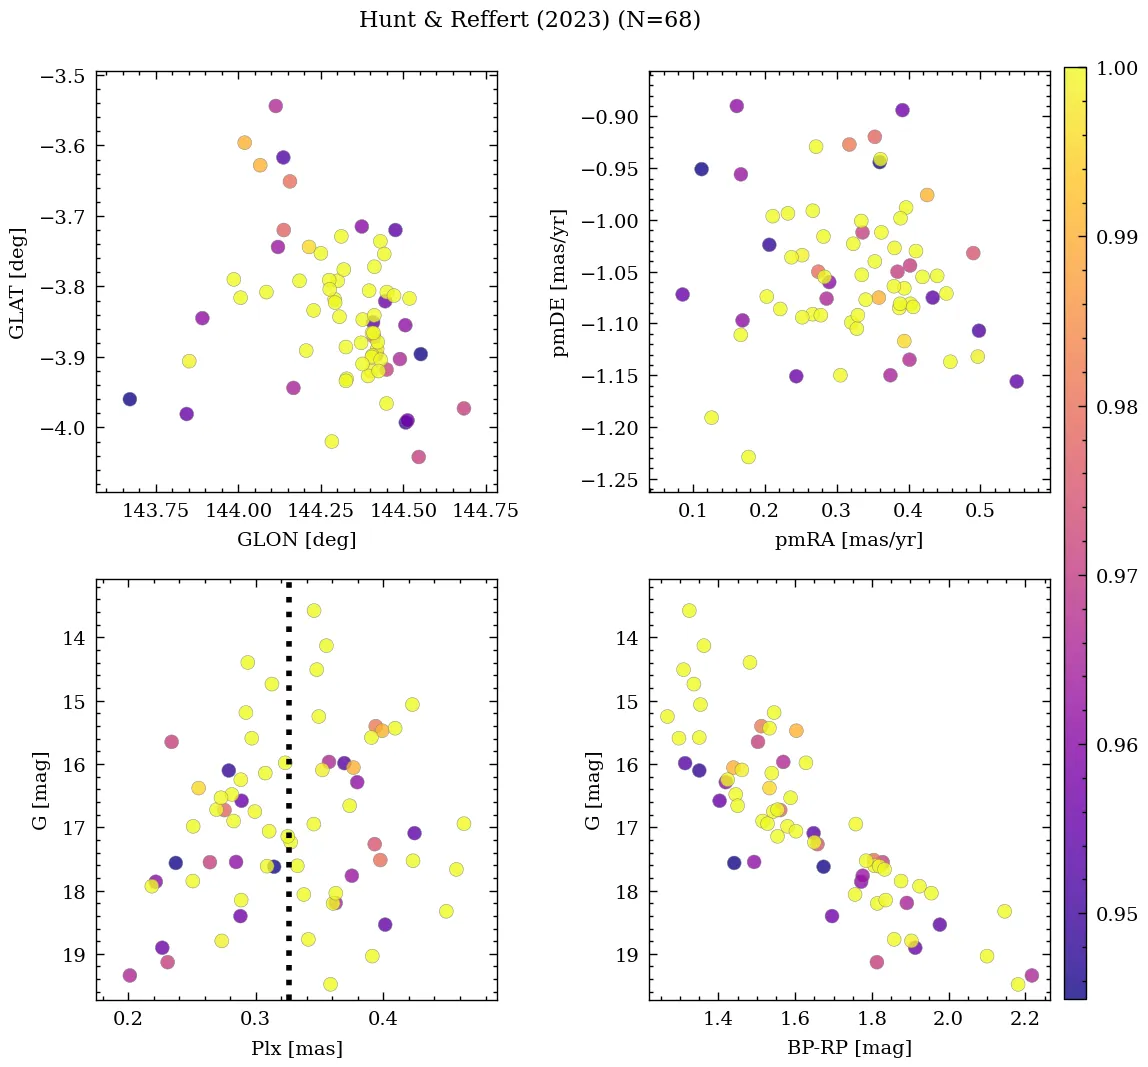 Hunt & Reffert (2023) (N=68)
−3.5
−3.6
−3.7
−3.8
−3.9
−4.0
GLAT [deg]
143.75 144.00 144.25 144.50 144.75
GLON [deg]
−0.90
−0.95
−1.00
−1.05
−1.10
−1.15
−1.20
−1.25
pmDE [mas/yr]
0.1 0.2 0.3 0.4 0.5
pmRA [mas/yr]
1.00
0.99
0.98
0.97
0.96
0.95
14
15
16
17
18
19
G [mag]
0.2 0.3 0.4
Plx [mas]
14
15
16
17
18
19
G [mag]
1.4 1.6 1.8 2.0 2.2
BP-RP [mag]